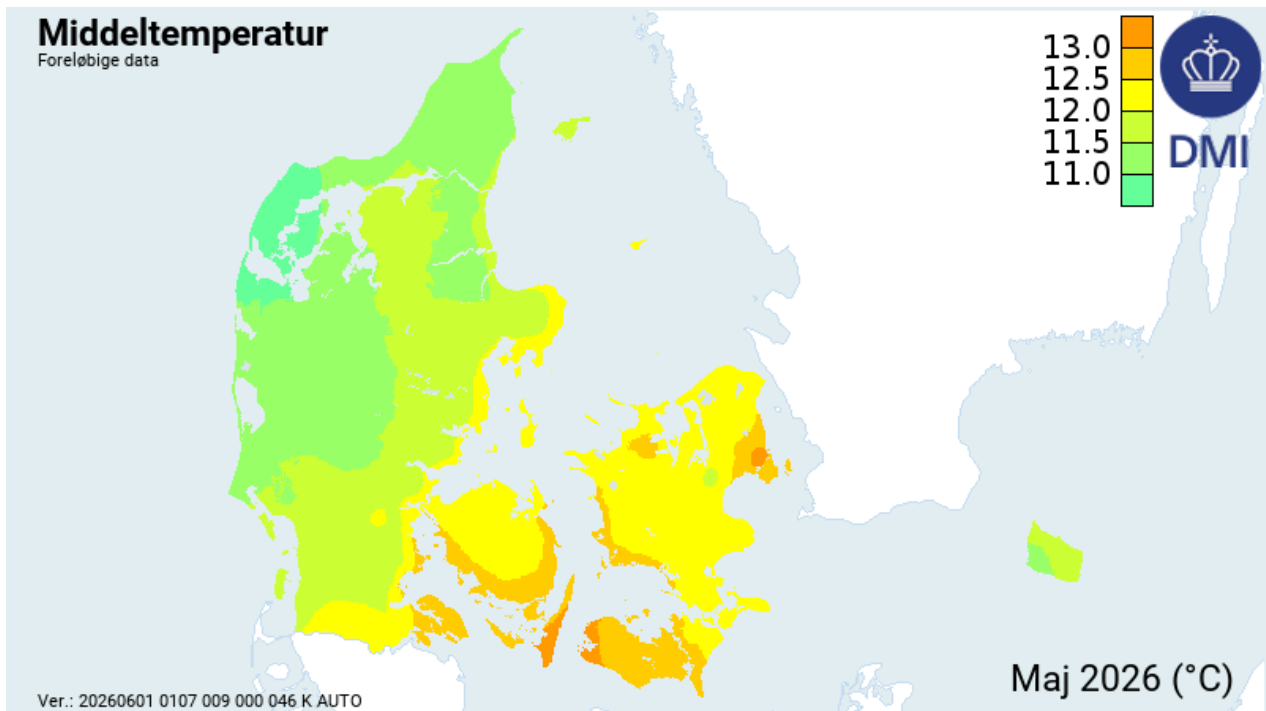 Middeltemperatur
Foreløbige data
13.0
12.5
12.0
11.5
11.0
DMI
Maj 2026 (°C)
Ver.: 20260601 0107 009 000 046 K AUTO